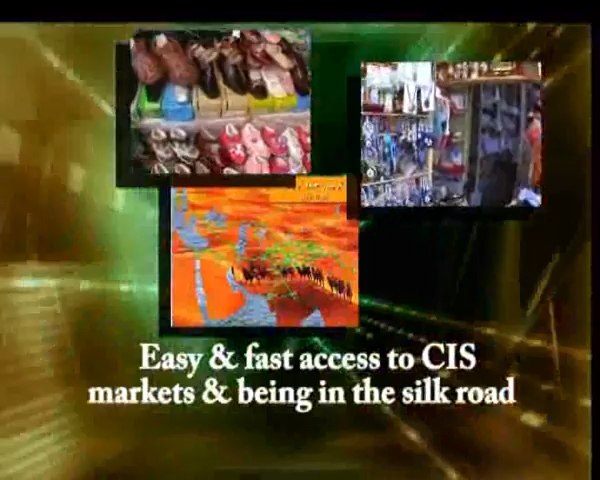 Easy & fast access to CIS
markets & being in the silk road